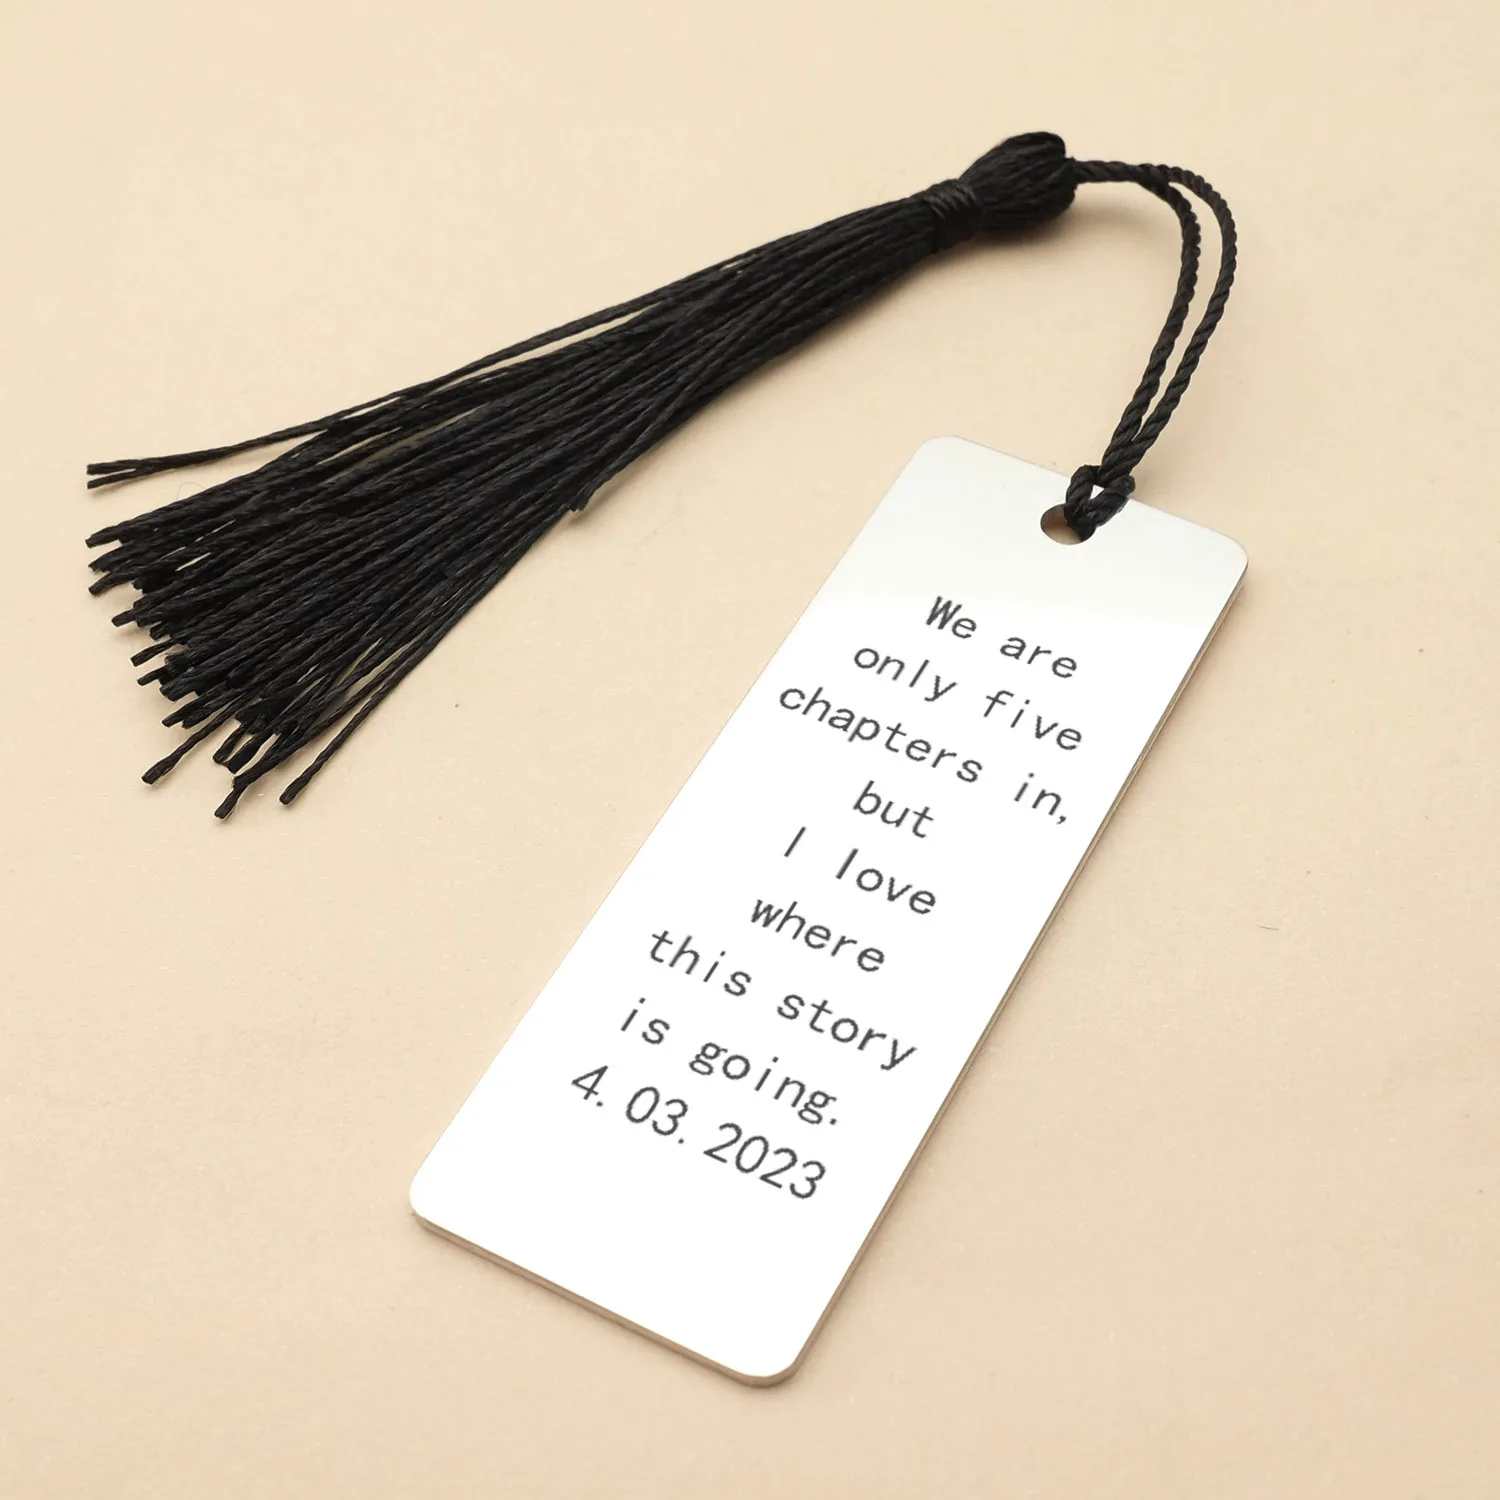 We are
only five
chapters in,
but
I love
where
this story
is going.
4.03.2023